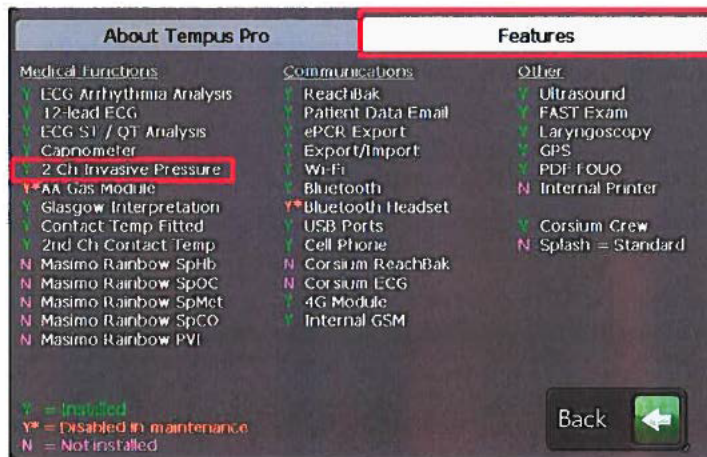 About Tempus Pro
Features
Medical Functions
Y ECG Arrhythmia Analysis
Y 12-lead ECG
Y ECG ST / QT Analysis
Y Capnometer
Y 2 Ch Invasive Pressure
Y* AA Gas Module
Y Glasgow Interpretation
Y Contact Temp Fitted
Y 2nd Ch Contact Temp
N Masimo Rainbow SpHb
N Masimo Rainbow SpOC
N Masimo Rainbow SpMet
N Masimo Rainbow SpCO
N Masimo Rainbow PVI
Communications
Y ReachBak
Y Patient Data Email
Y ePCR Export
Y Export/Import
Y Wi-Fi
Y Bluetooth
Y* Bluetooth Headset
Y USB Ports
Y Cell Phone
N Corsium ReachBak
N Corsium ECG
Y 4G Module
Y Internal GSM
Other
Y Ultrasound
Y FAST Exam
Y Laryngoscopy
Y GPS
Y PDF FOUO
N Internal Printer
Y Corsium Crew
N Splash = Standard
Y = Installed
Y* = Disabled in maintenance
N = Not installed
Back